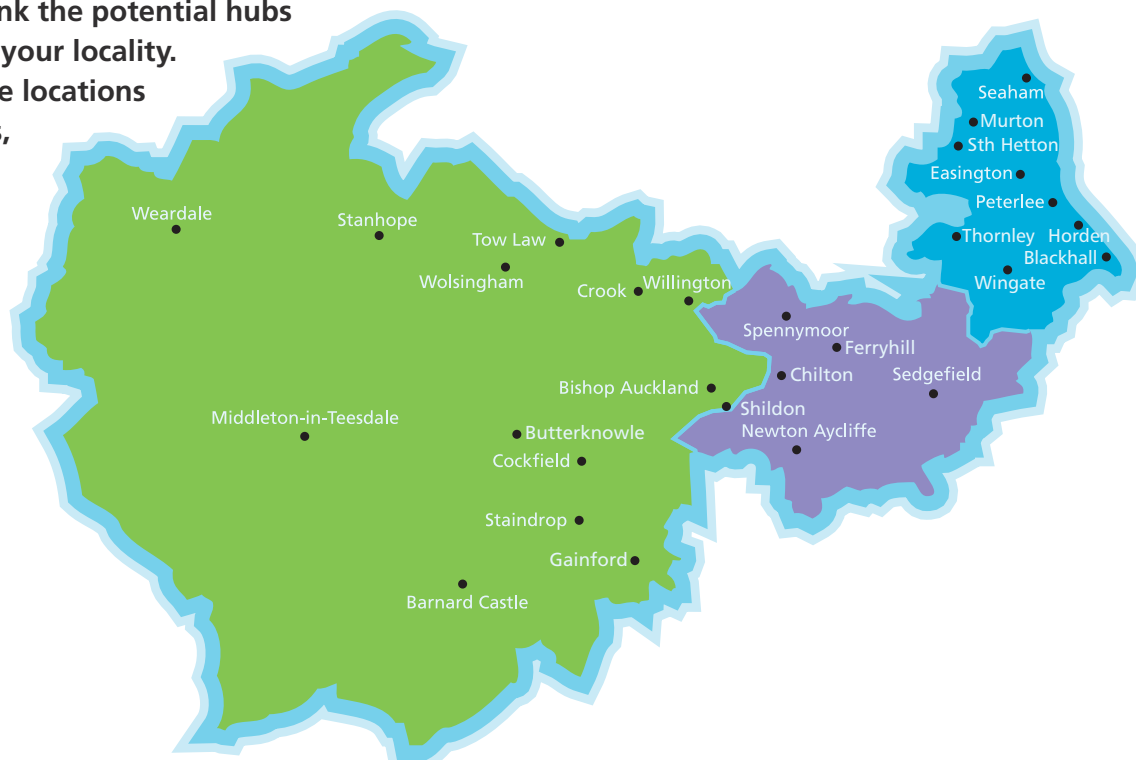 nk the potential hubs
your locality.
e locations
s,
Seaham
Murton
Sth Hetton
Easington
Peterlee
Thornley Horden
Blackhall
Wingate
Weardale
Stanhope
Tow Law
Wolsingham
Crook
Willington
Spennymoor
Ferryhill
Chilton
Sedgefield
Bishop Auckland
Shildon
Newton Aycliffe
Middleton-in-Teesdale
Butterknowle
Cockfield
Staindrop
Gainford
Barnard Castle